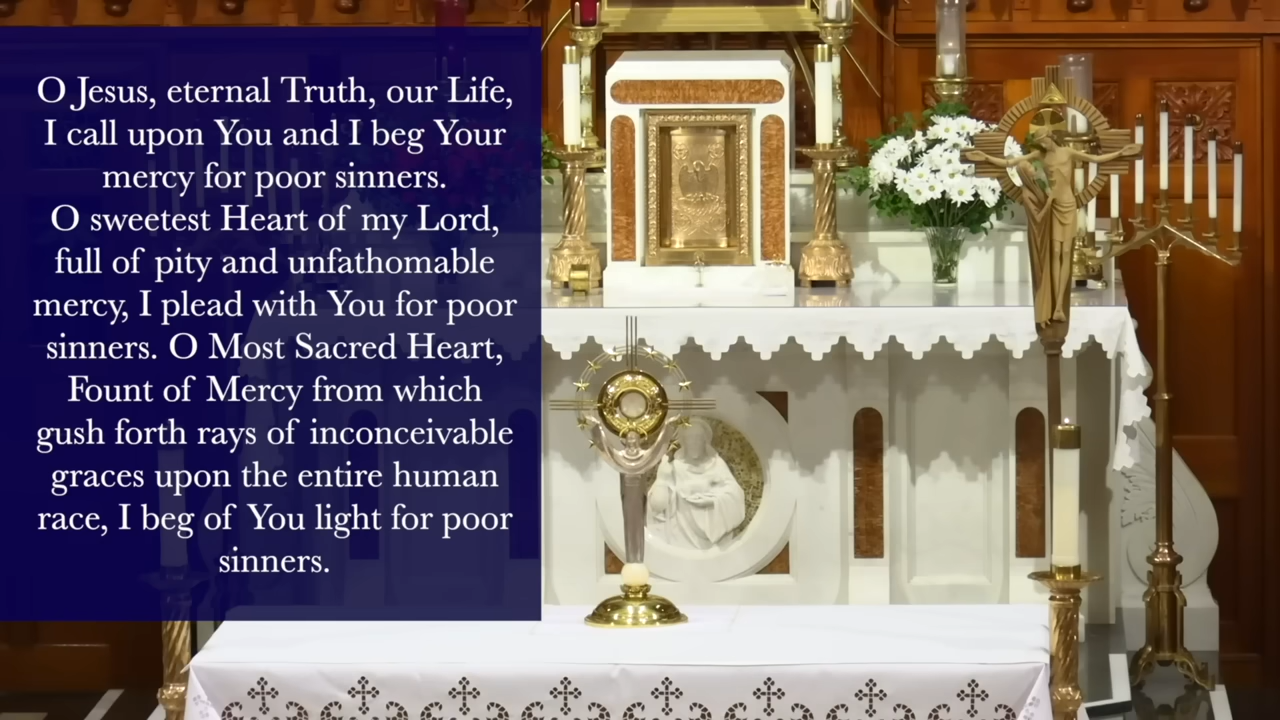 O Jesus, eternal Truth, our Life,
I call upon You and I beg Your
mercy for poor sinners.
O sweetest Heart of my Lord,
full of pity and unfathomable
mercy, I plead with You for poor
sinners. O Most Sacred Heart,
Fount of Mercy from which
gush forth rays of inconceivable
graces upon the entire human
race, I beg of You light for poor
sinners.